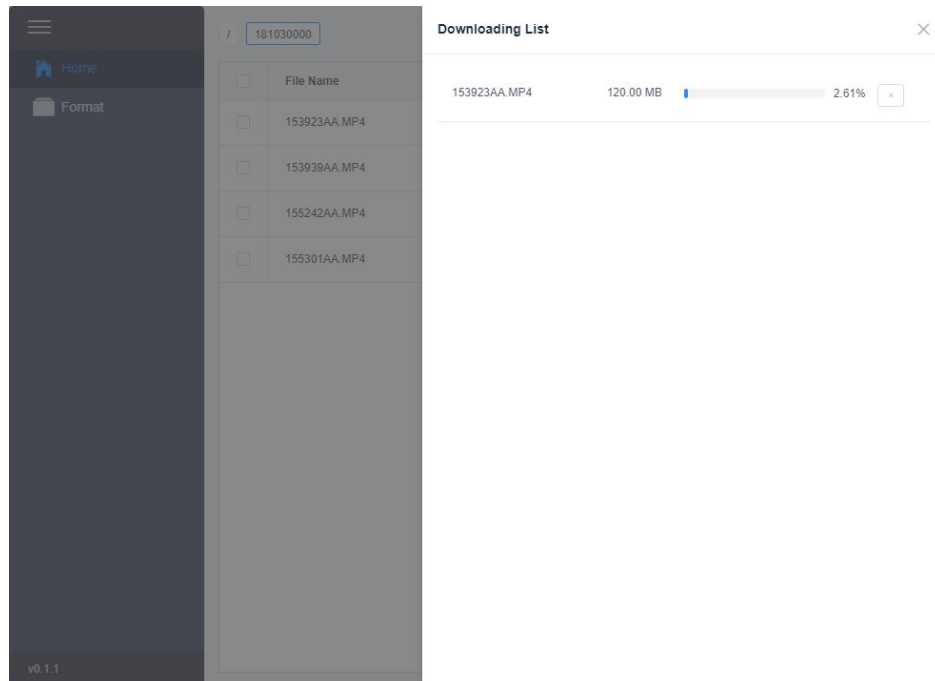 Home
Format
v0.1.1
/ 181030000
File Name
153923AA.MP4
153939AA.MP4
155242AA.MP4
155301AA.MP4
Downloading List
153923AA.MP4 120.00 MB 2.61%